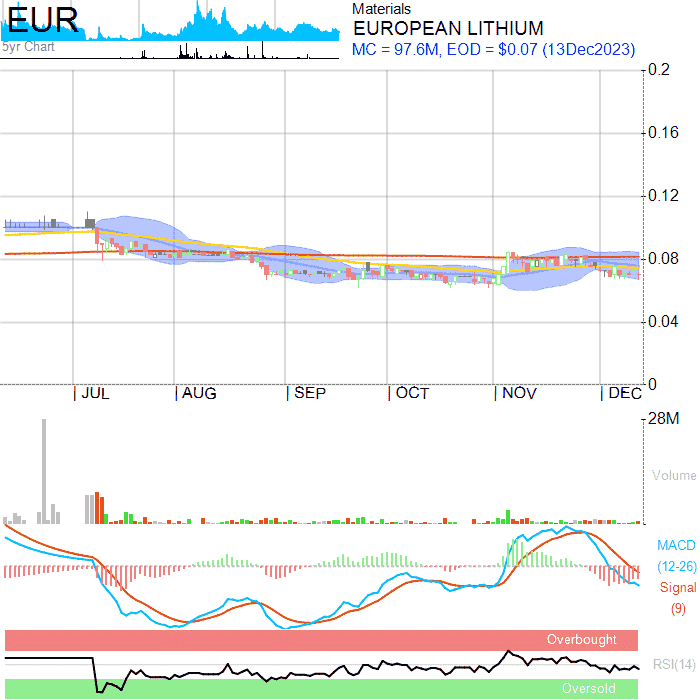 EUR
5yr Chart
Materials
EUROPEAN LITHIUM
MC = 97.6M, EOD = $0.07 (13Dec2023)
0.2
0.16
0.12
0.08
0.04
0
JUL
AUG
SEP
OCT
NOV
DEC
28M
Volume
MACD
(12-26)
Signal
(9)
Overbought
RSI(14)
Oversold